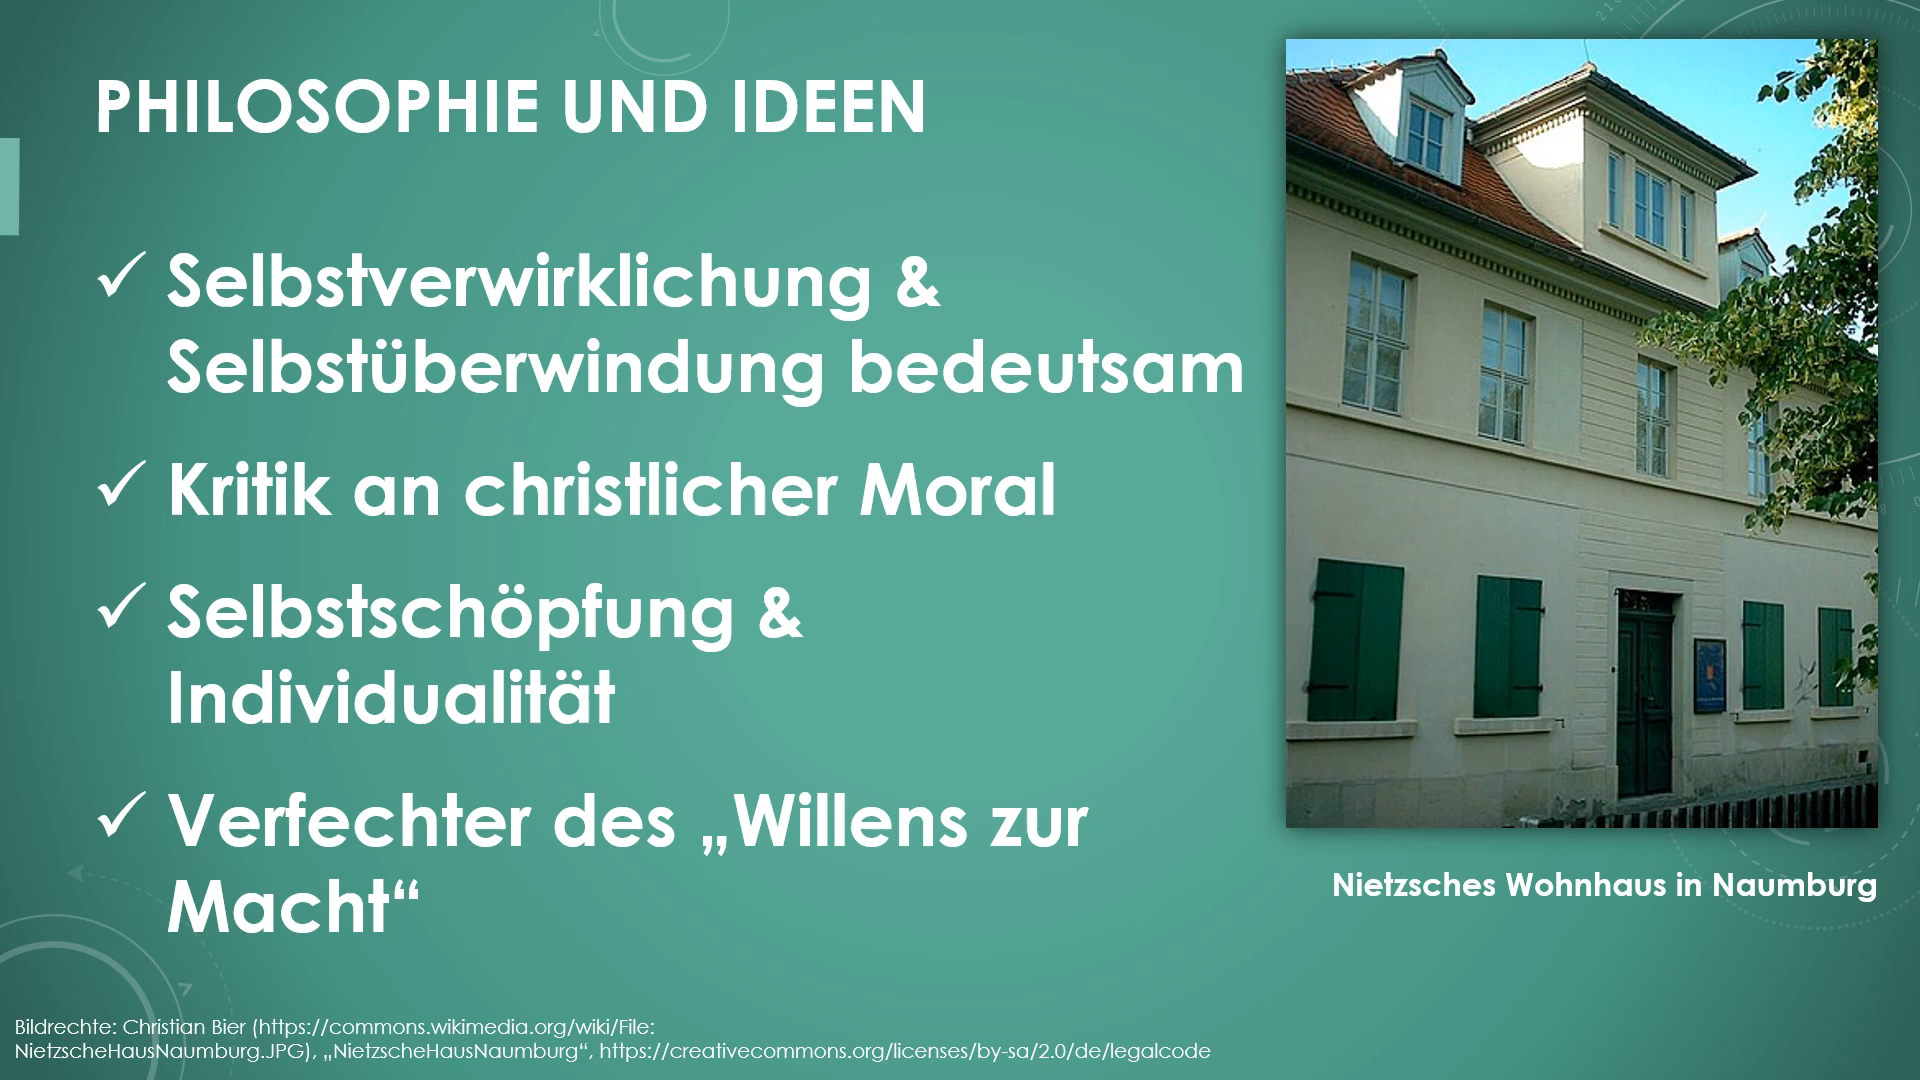 PHILOSOPHIE UND IDEEN
✓ Selbstverwirklichung &
Selbstüberwindung bedeutsam
✓ Kritik an christlicher Moral
✓ Selbstschöpfung &
Individualität
✓ Verfechter des „Willens zur
Macht“
Nietzsches Wohnhaus in Naumburg
Bildrechte: Christian Bier (https://commons.wikimedia.org/wiki/File:
NietzscheHausNaumburg.JPG), „NietzscheHausNaumburg“, https://creativecommons.org/licenses/by-sa/2.0/de/legalcode